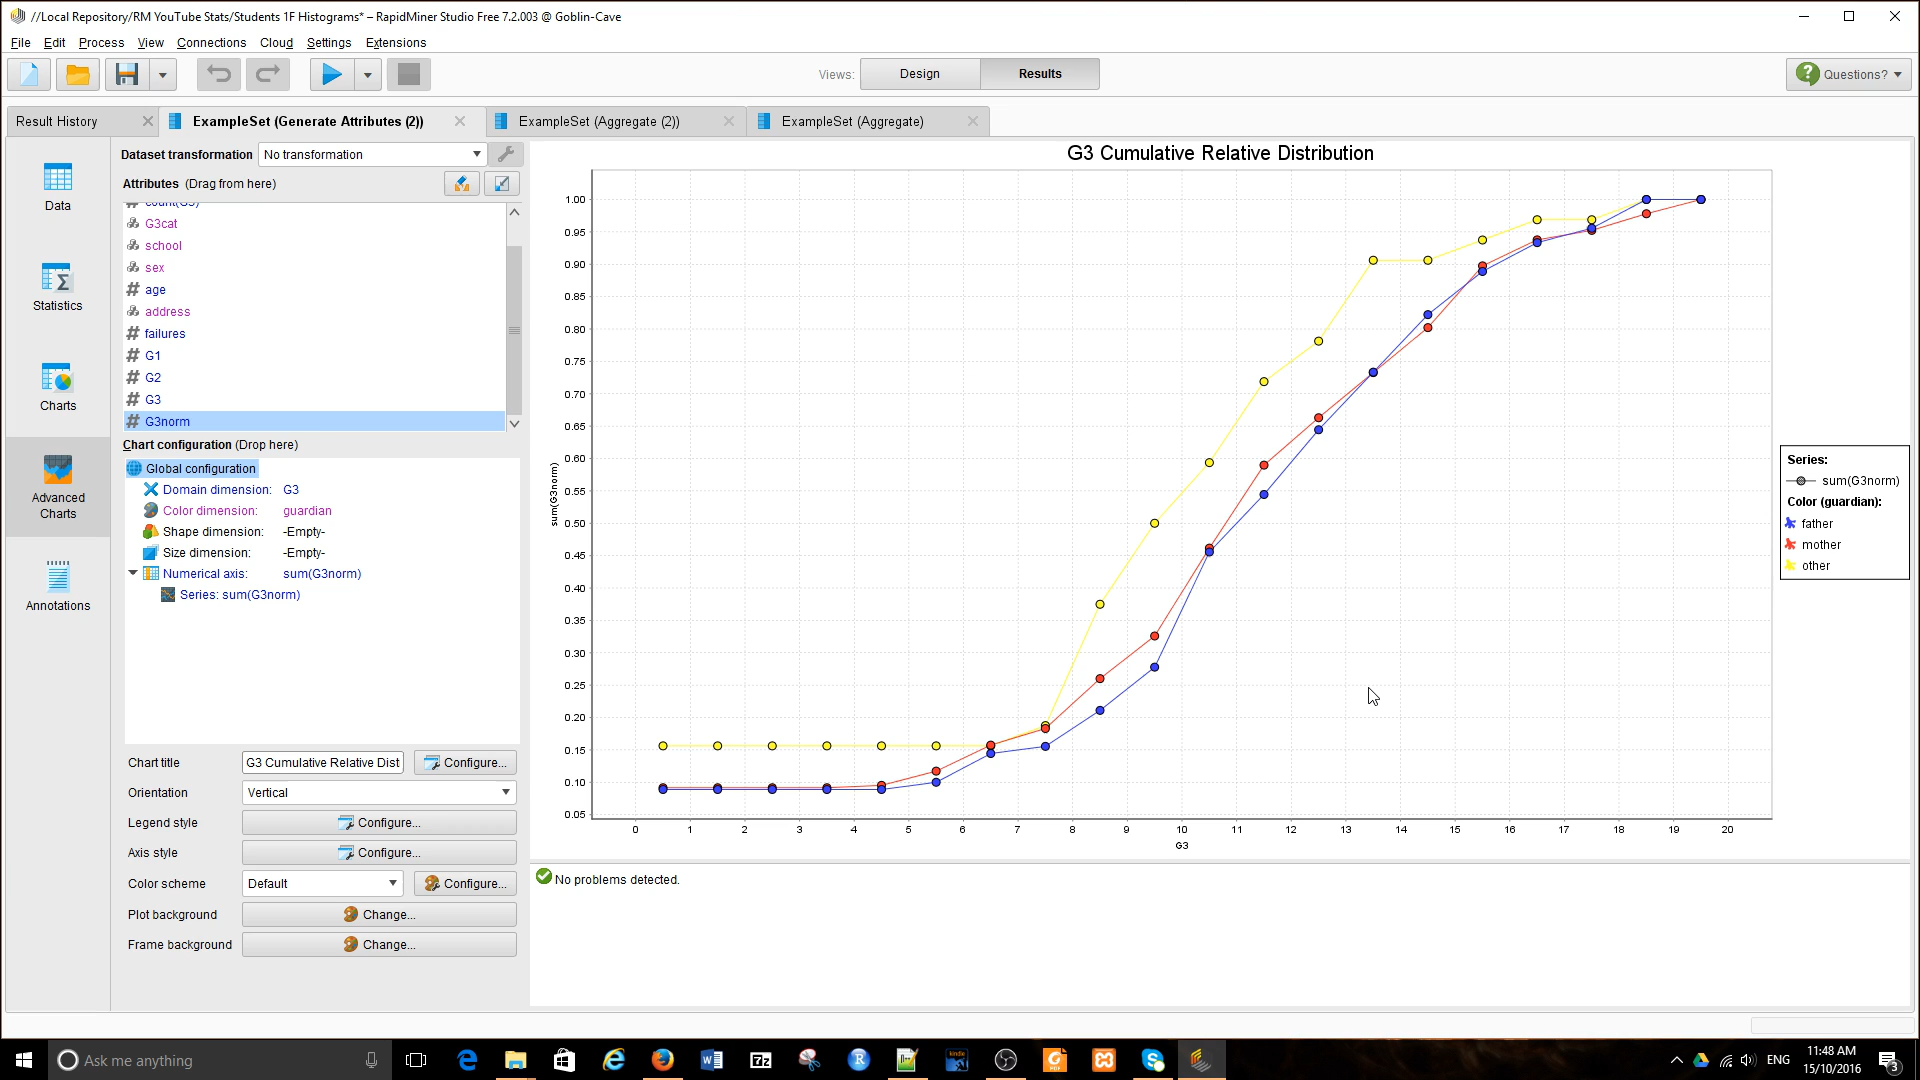 //Local Repository/RM YouTube Stats/Students 1F Histograms* – RapidMiner Studio Free 7.2.003 @ Goblin-Cave
File Edit Process View Connections Cloud Settings Extensions
Views: Design Results Questions?
Result History ExampleSet (Generate Attributes (2)) ExampleSet (Aggregate (2)) ExampleSet (Aggregate)
Data
Statistics
Charts
Advanced
Charts
Annotations
Dataset transformation No transformation
Attributes (Drag from here)
G3cat
school
sex
age
address
failures
G1
G2
G3
G3norm
Chart configuration (Drop here)
Global configuration
Domain dimension: G3
Color dimension: guardian
Shape dimension: -Empty-
Size dimension: -Empty-
Numerical axis: sum(G3norm)
Series: sum(G3norm)
Chart title G3 Cumulative Relative Dist Configure...
Orientation Vertical
Legend style Configure...
Axis style Configure...
Color scheme Default Configure...
Plot background Change...
Frame background Change...
G3 Cumulative Relative Distribution
sum(G3norm)
1.00
0.95
0.90
0.85
0.80
0.75
0.70
0.65
0.60
0.55
0.50
0.45
0.40
0.35
0.30
0.25
0.20
0.15
0.10
0.05
0 1 2 3 4 5 6 7 8 9 10 11 12 13 14 15 16 17 18 19 20
G3
Series:
sum(G3norm)
Color (guardian):
father
mother
other
No problems detected.
Ask me anything
W
7z
R
kindle
PDF
ENG
11:48 AM
15/10/2016
3